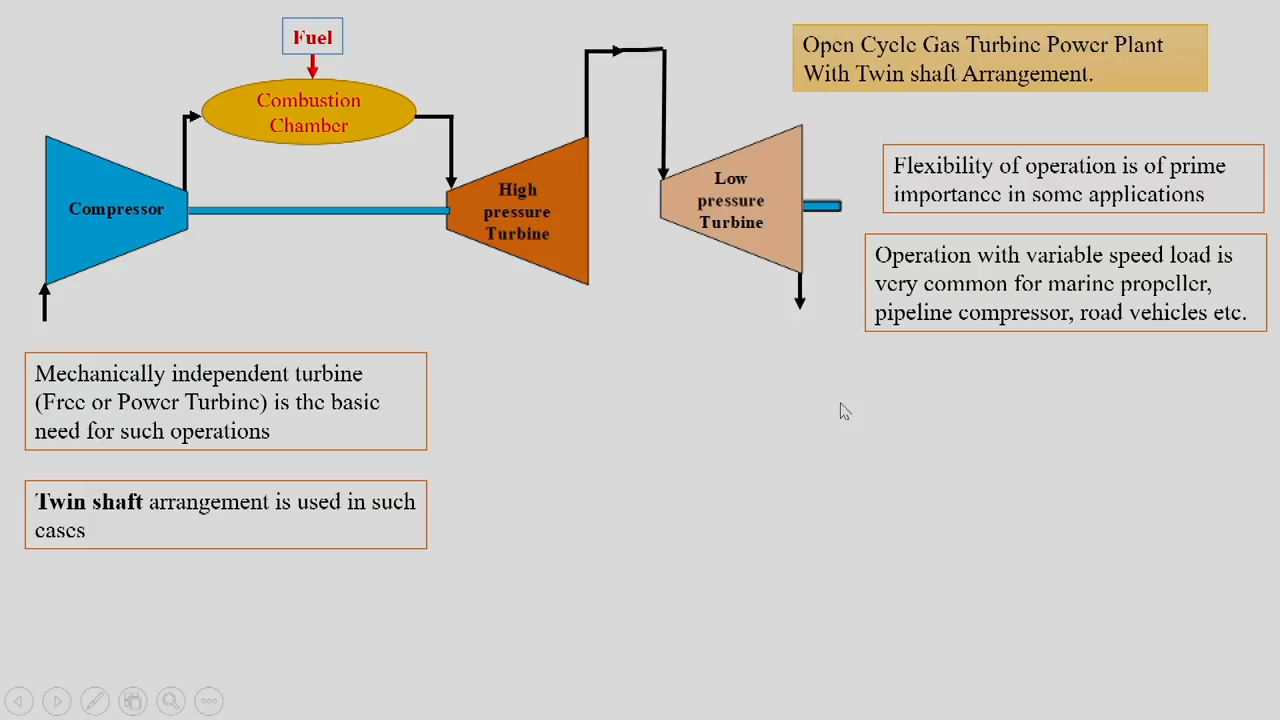 Fuel
Open Cycle Gas Turbine Power Plant
With Twin shaft Arrangement.
Combustion
Chamber
Compressor
High
pressure
Turbine
Low
pressure
Turbine
Flexibility of operation is of prime
importance in some applications
Operation with variable speed load is
very common for marine propeller,
pipeline compressor, road vehicles etc.
Mechanically independent turbine
(Free or Power Turbine) is the basic
need for such operations
Twin shaft arrangement is used in such
cases